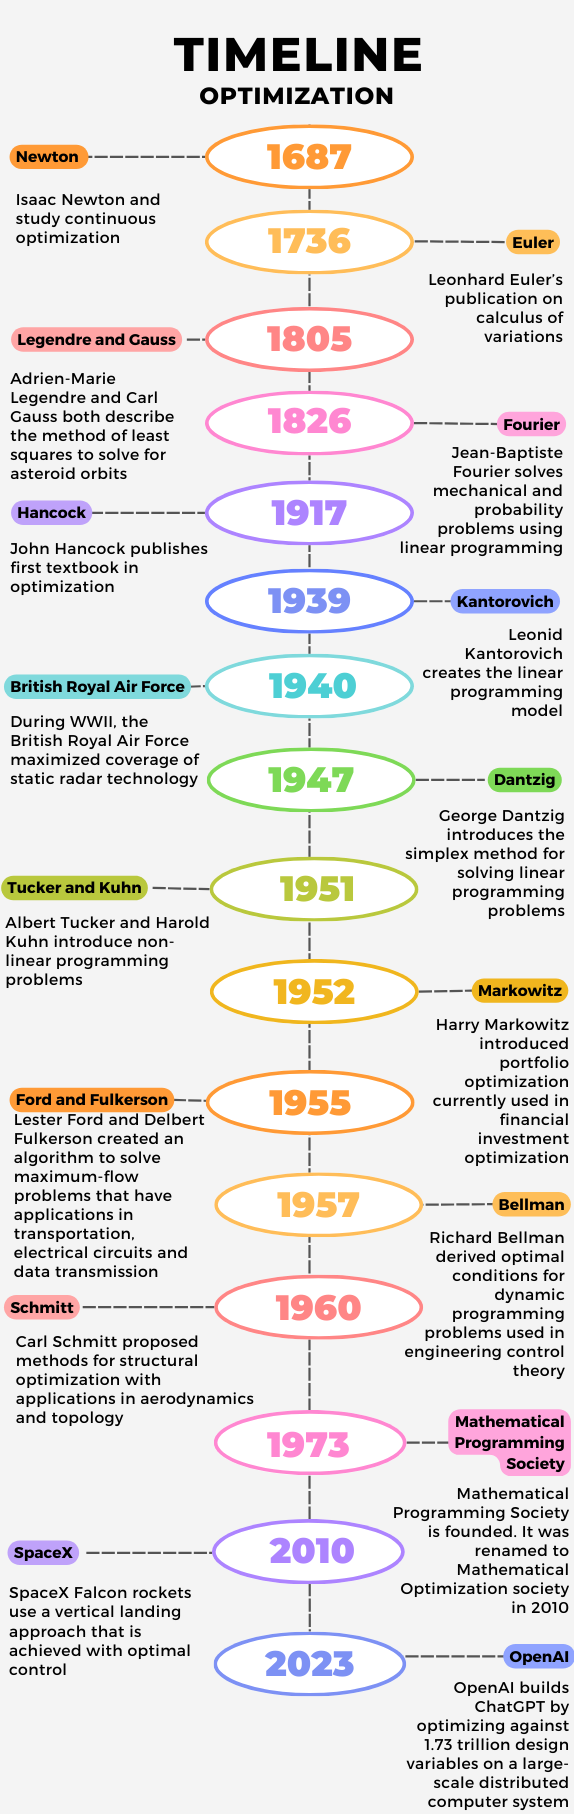 TIMELINE
OPTIMIZATION
Newton
1687
Isaac Newton and
study continuous
optimization
1736
Euler
Leonhard Euler's
publication on
calculus of
variations
Legendre and Gauss
1805
Adrien-Marie
Legendre and Carl
Gauss both describe
the method of least
squares to solve for
asteroid orbits
1826
Fourier
Jean-Baptiste
Fourier solves
mechanical and
probability
problems using
linear programming
Hancock
1917
John Hancock publishes
first textbook in
optimization
1939
Kantorovich
Leonid
Kantorovich
creates the linear
programming
model
British Royal Air Force
1940
During WWII, the
British Royal Air Force
maximized coverage of
static radar technology
1947
Dantzig
George Dantzig
introduces the
simplex method for
solving linear
programming
problems
Tucker and Kuhn
1951
Albert Tucker and Harold
Kuhn introduce non-
linear programming
problems
1952
Markowitz
Harry Markowitz
introduced
portfolio
optimization
currently used in
financial
investment
optimization
Ford and Fulkerson
1955
Lester Ford and Delbert
Fulkerson created an
algorithm to solve
maximum-flow
problems that have
applications in
transportation,
electrical circuits and
data transmission
1957
Bellman
Richard Bellman
derived optimal
conditions for
dynamic
programming
problems used in
engineering control
theory
Schmitt
1960
Carl Schmitt proposed
methods for structural
optimization with
applications in aerodynamics
and topology
1973
Mathematical
Programming
Society
Mathematical
Programming Society
is founded. It was
renamed to
Mathematical
Optimization society
in 2010
SpaceX
2010
SpaceX Falcon rockets
use a vertical landing
approach that is
achieved with optimal
control
2023
OpenAI
OpenAI builds
ChatGPT by
optimizing against
1.73 trillion design
variables on a large-
scale distributed
computer system